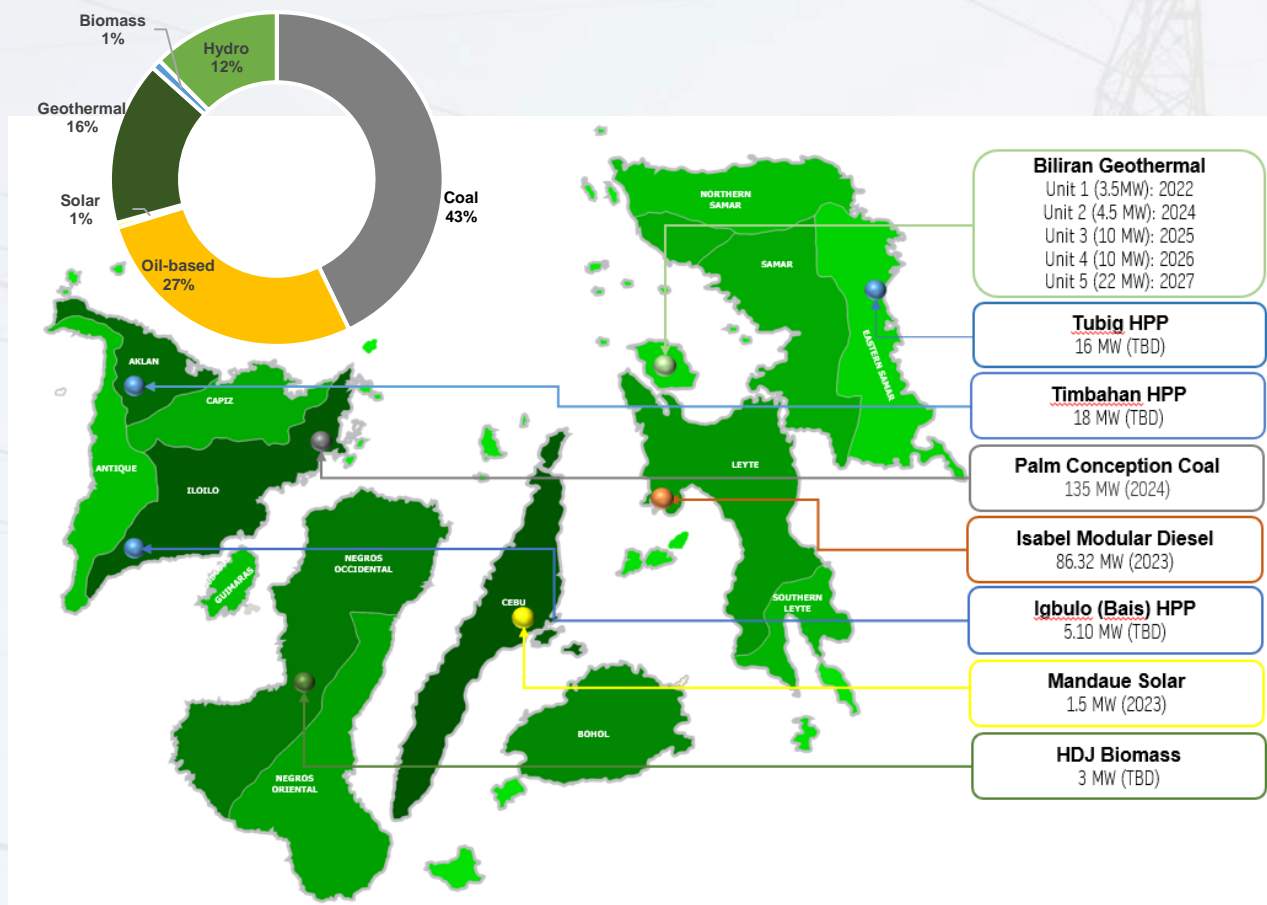 Biomass
1%
Hydro
12%
Geothermal
16%
Solar
1%
Coal
43%
Oil-based
27%
NORTHERN
SAMAR
SAMAR
EASTERN SAMAR
AKLAN
CAPIZ
ANTIQUE
ILOILO
GUIMARAS
NEGROS
OCCIDENTAL
CEBU
LEYTE
SOUTHERN
LEYTE
BOHOL
NEGROS
ORIENTAL
Biliran Geothermal
Unit 1 (3.5MW): 2022
Unit 2 (4.5 MW): 2024
Unit 3 (10 MW): 2025
Unit 4 (10 MW): 2026
Unit 5 (22 MW): 2027
Tubig HPP
16 MW (TBD)
Timbahan HPP
18 MW (TBD)
Palm Conception Coal
135 MW (2024)
Isabel Modular Diesel
86.32 MW (2023)
Igbulo (Bais) HPP
5.10 MW (TBD)
Mandaue Solar
1.5 MW (2023)
HDJ Biomass
3 MW (TBD)